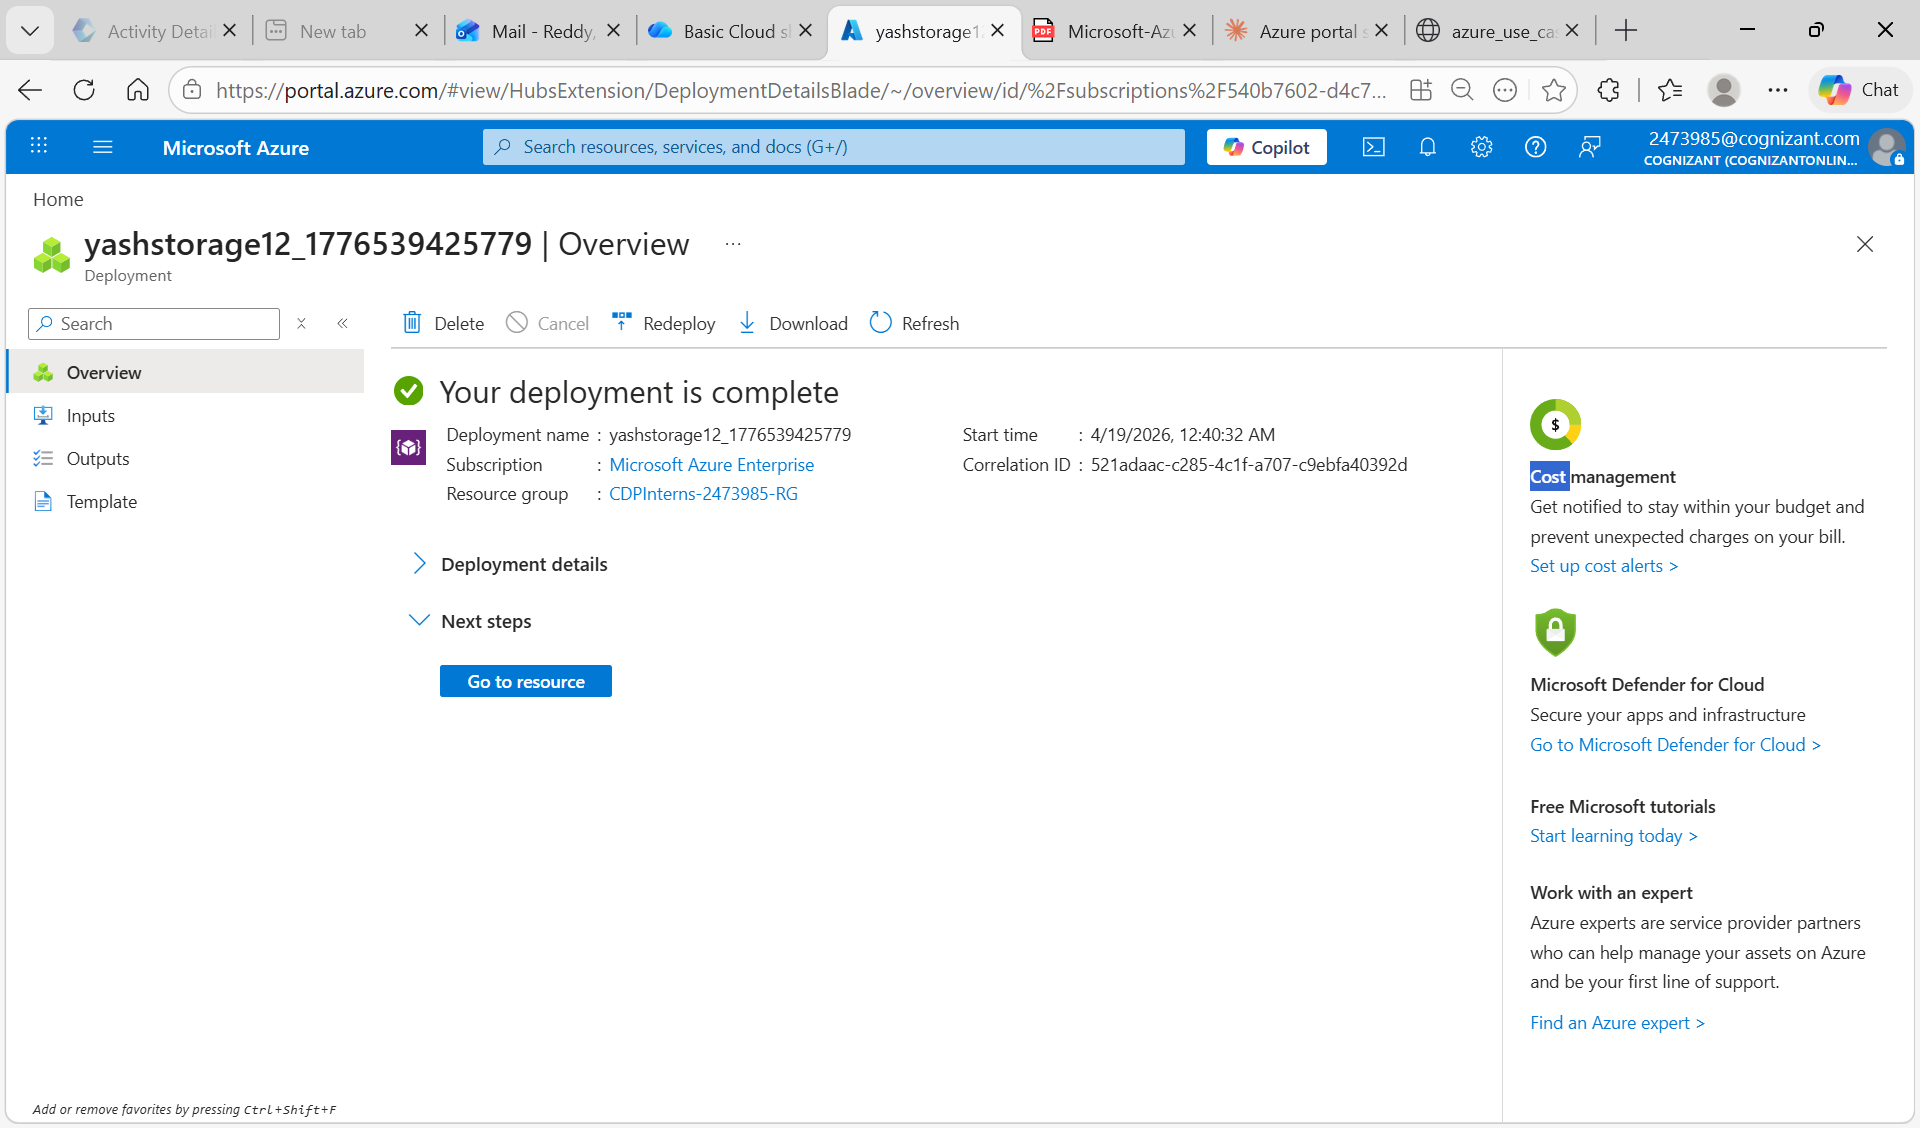 Activity Detai
New tab
Mail - Reddy,
Basic Cloud s
yashstorage1
Microsoft-Azu
Azure portal s
azure_use_cas
https://portal.azure.com/#view/HubsExtension/DeploymentDetailsBlade/~/overview/id/%2Fsubscriptions%2F540b7602-d4c7...
Chat
Microsoft Azure
Search resources, services, and docs (G+/)
Copilot
2473985@cognizant.com
COGNIZANT (COGNIZANTONLIN...
Home
yashstorage12_1776539425779 | Overview
...
Deployment
Search
Delete
Cancel
Redeploy
Download
Refresh
Overview
Inputs
Outputs
Template
Your deployment is complete
Deployment name : yashstorage12_1776539425779
Subscription : Microsoft Azure Enterprise
Resource group : CDPInterns-2473985-RG
Start time : 4/19/2026, 12:40:32 AM
Correlation ID : 521adaac-c285-4c1f-a707-c9ebfa40392d
Deployment details
Next steps
Go to resource
Cost management
Get notified to stay within your budget and
prevent unexpected charges on your bill.
Set up cost alerts >
Microsoft Defender for Cloud
Secure your apps and infrastructure
Go to Microsoft Defender for Cloud >
Free Microsoft tutorials
Start learning today >
Work with an expert
Azure experts are service provider partners
who can help manage your assets on Azure
and be your first line of support.
Find an Azure expert >
Add or remove favorites by pressing Ctrl+Shift+F